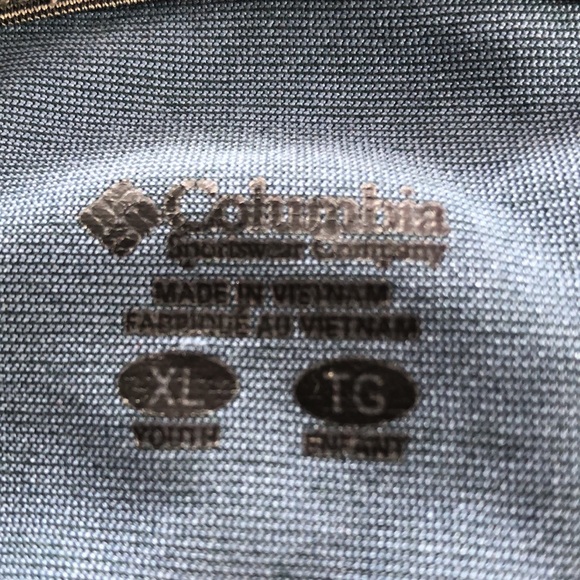 Columbia
Sportswear Company
MADE IN VIETNAM
FABRIQUÉ AU VIETNAM
XL TG
YOUTH ENFANT